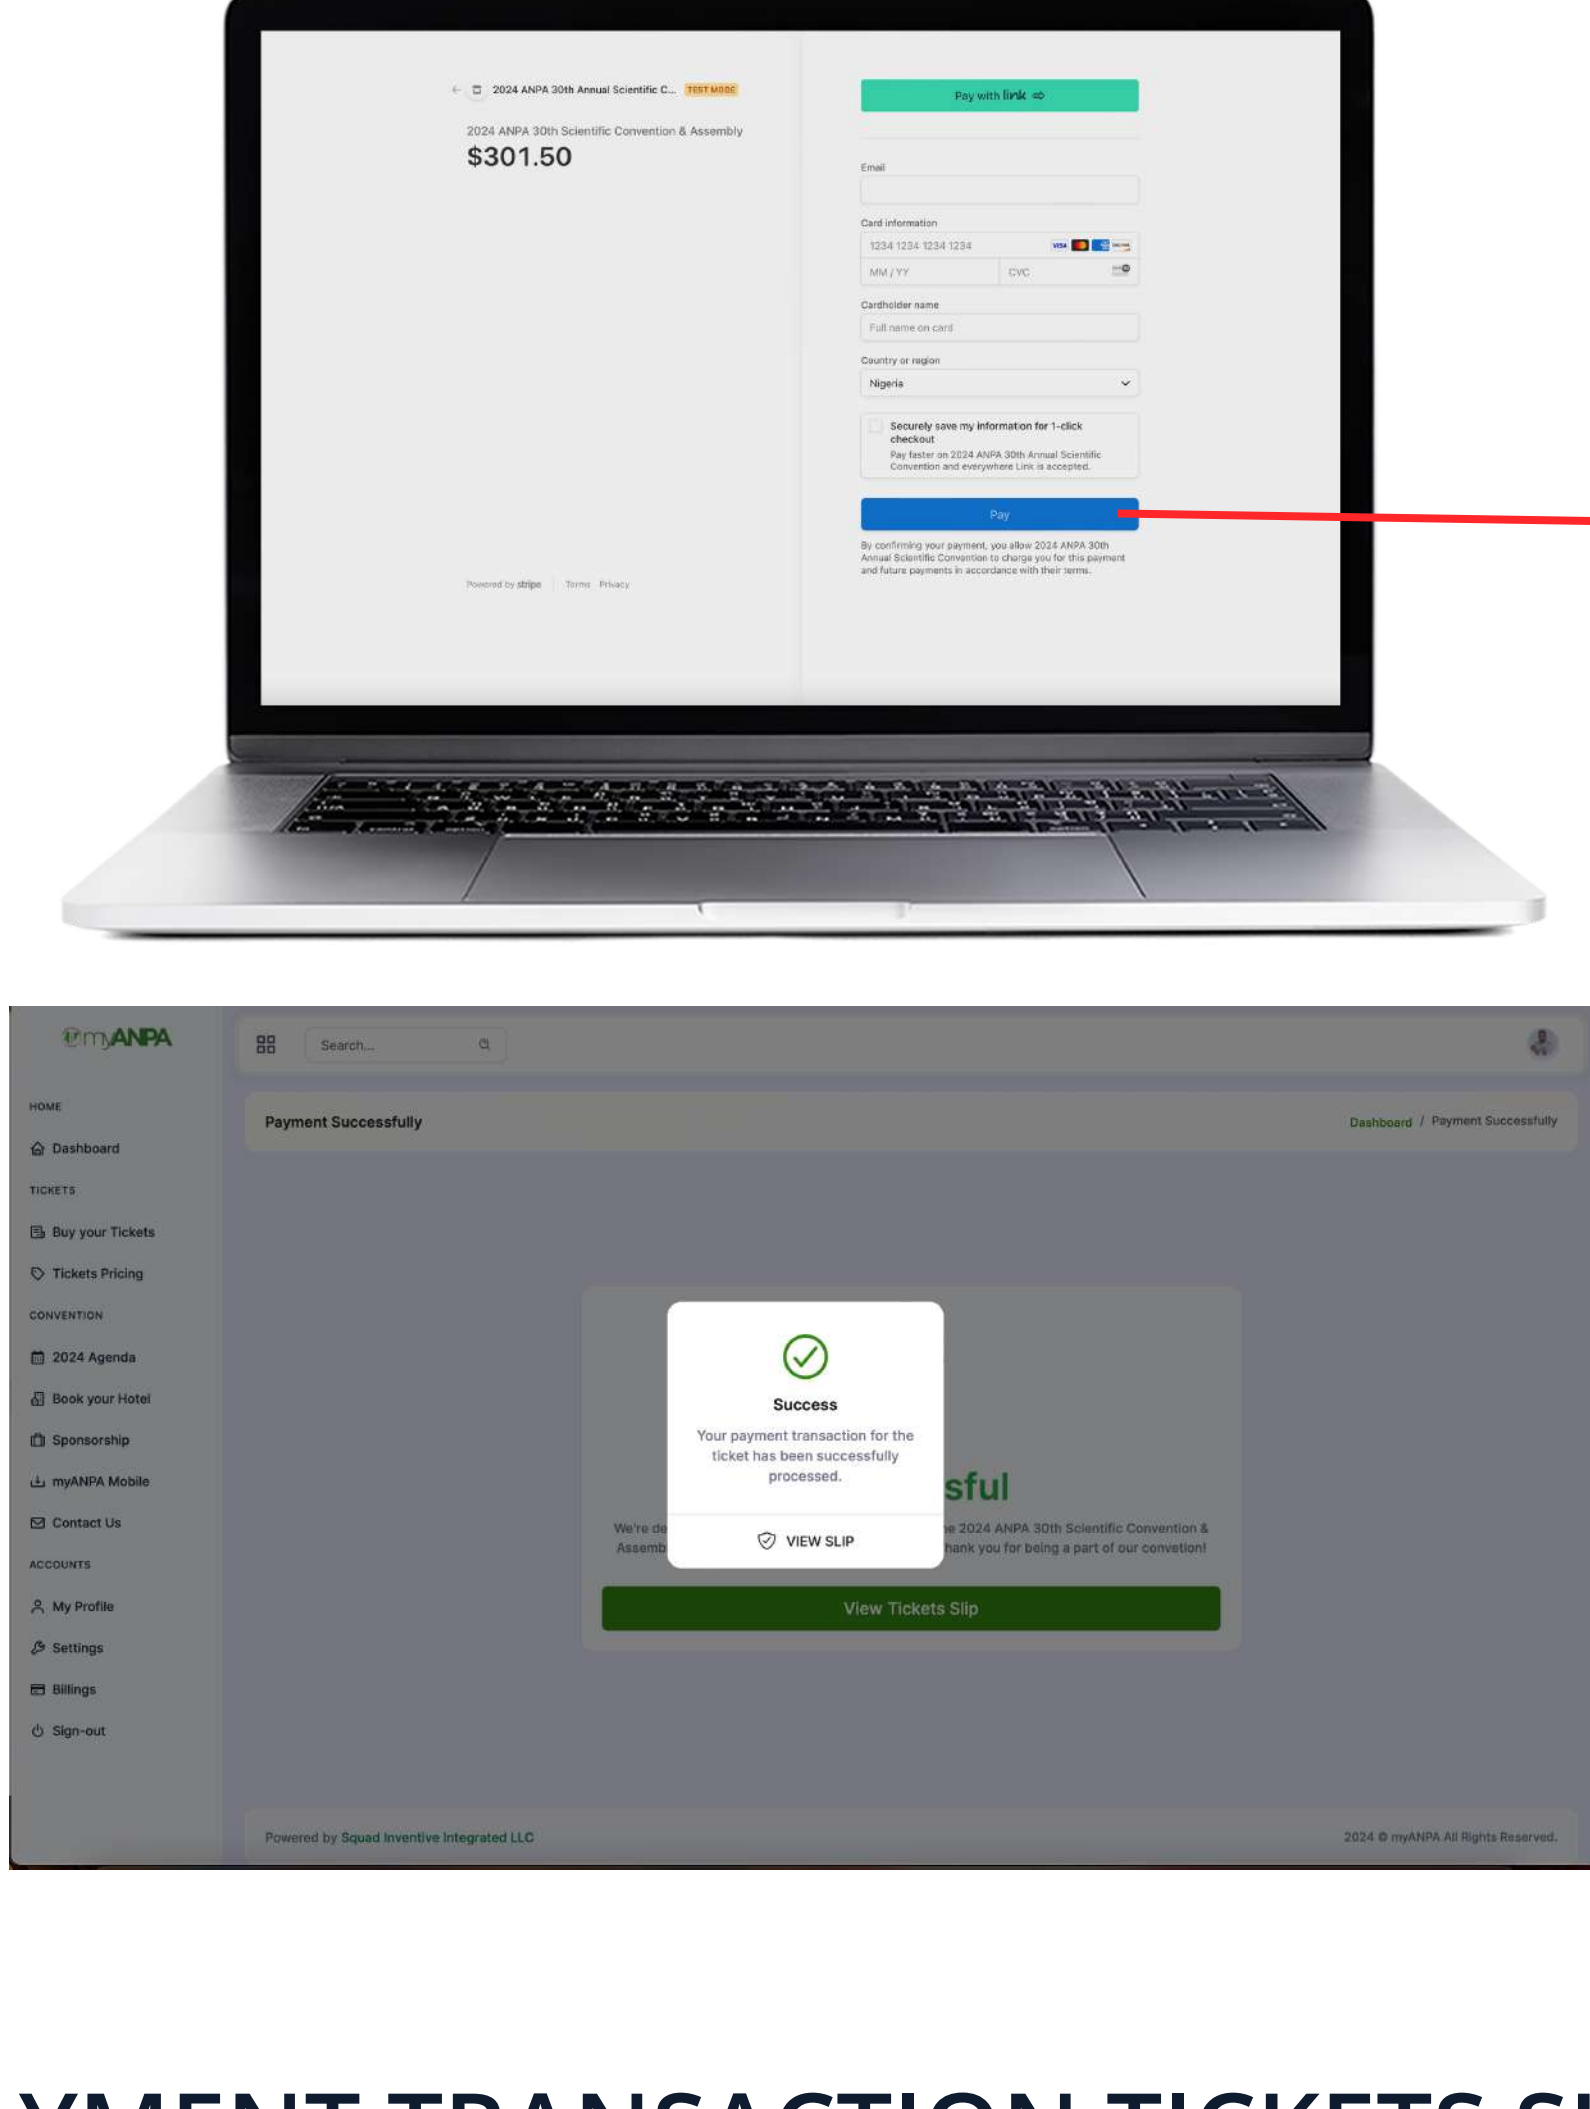 2024 ANPA 30th Annual Scientific C... TEST MODE
2024 ANPA 30th Scientific Convention & Assembly
$301.50
Powered by stripe Terms Privacy
Pay with link
Email
Card information
1234 1234 1234 1234 VISA
MM / YY CVC
Cardholder name
Full name on card
Country or region
Nigeria
Securely save my information for 1-click
checkout
Pay faster on 2024 ANPA 30th Annual Scientific
Convention and everywhere Link is accepted.
Pay
By confirming your payment, you allow 2024 ANPA 30th
Annual Scientific Convention to charge you for this payment
and future payments in accordance with their terms.
myANPA
Search...
HOME
Dashboard
TICKETS
Buy your Tickets
Tickets Pricing
CONVENTION
2024 Agenda
Book your Hotel
Sponsorship
myANPA Mobile
Contact Us
ACCOUNTS
My Profile
Settings
Billings
Sign-out
Payment Successfully
Dashboard / Payment Successfully
Success
Your payment transaction for the
ticket has been successfully
processed.
VIEW SLIP
sful
We're de
e 2024 ANPA 30th Scientific Convention &
Assemb
hank you for being a part of our convetion!
View Tickets Slip
Powered by Squad Inventive Integrated LLC
2024 © myANPA All Rights Reserved.
YMENT TRANSACTION TICKETS SL